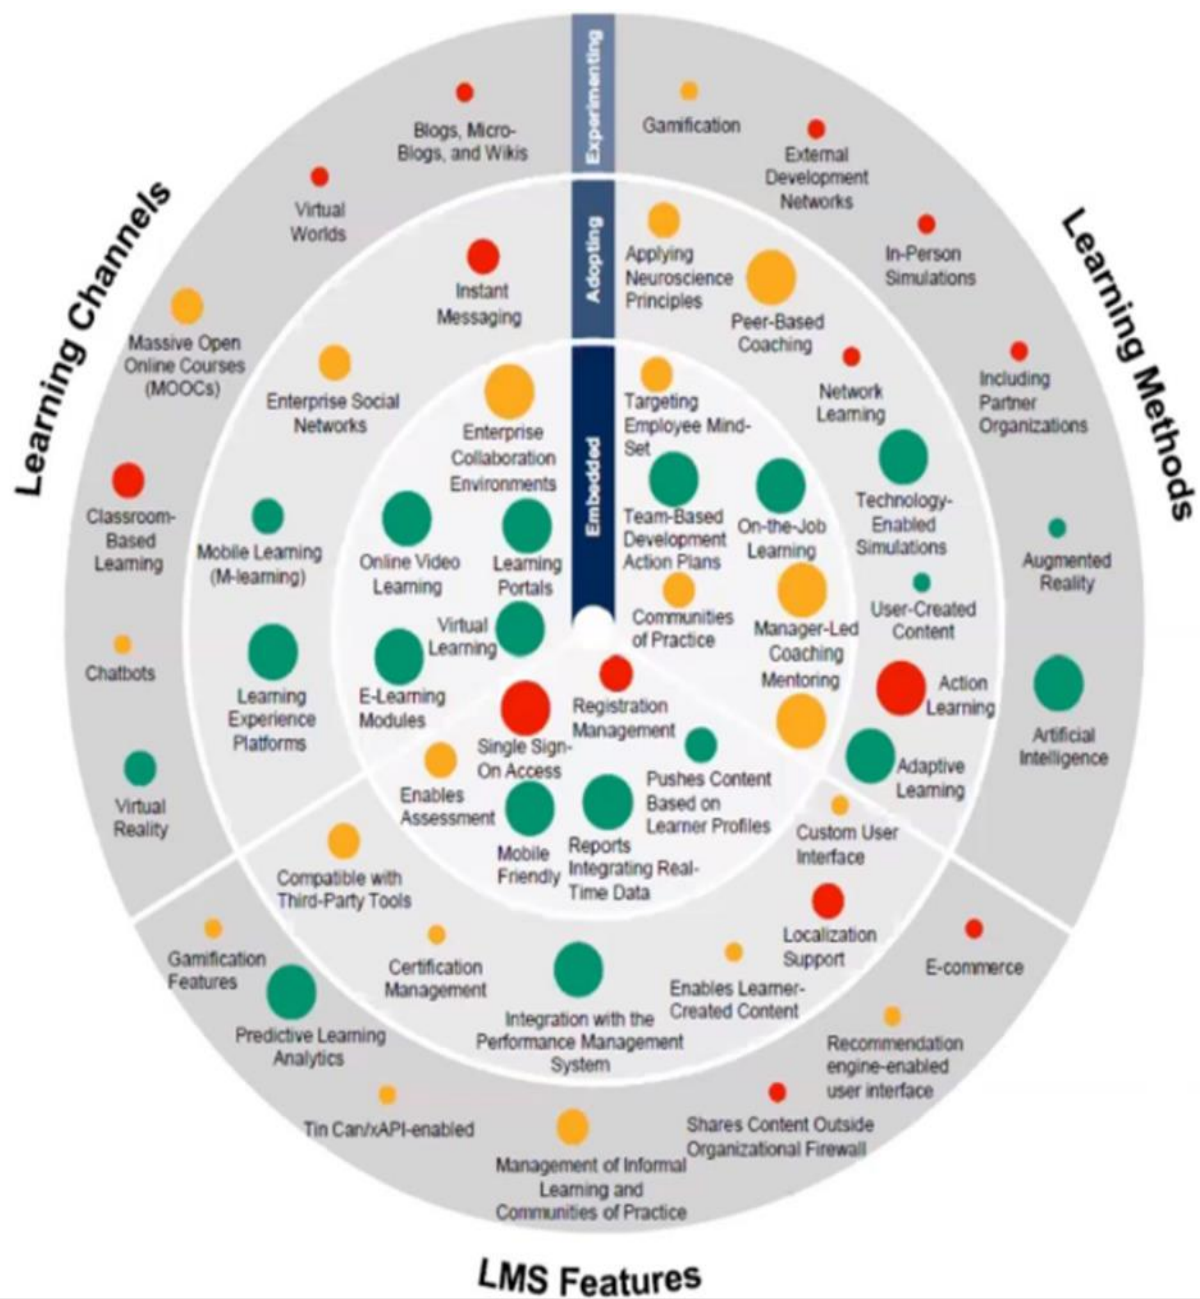 Experimenting
Adopting
Embedded
Learning Channels
Blogs, Micro-
Blogs, and Wikis
Virtual
Worlds
Massive Open
Online Courses
(MOOCs)
Classroom-
Based
Learning
Chatbots
Virtual
Reality
Instant
Messaging
Enterprise Social
Networks
Mobile Learning
(M-learning)
Learning
Experience
Platforms
Enterprise
Collaboration
Environments
Online Video
Learning
Learning
Portals
Virtual
Learning
E-Learning
Modules
Learning Methods
Gamification
External
Development
Networks
In-Person
Simulations
Including
Partner
Organizations
Augmented
Reality
Artificial
Intelligence
Applying
Neuroscience
Principles
Peer-Based
Coaching
Network
Learning
Technology-
Enabled
Simulations
User-Created
Content
Action
Learning
Adaptive
Learning
Targeting
Employee Mind-
Set
Team-Based
Development
Action Plans
On-the-Job
Learning
Communities
of Practice
Manager-Led
Coaching
Mentoring
Registration
Management
Single Sign-
On Access
Enables
Assessment
Mobile
Friendly
Reports
Integrating Real-
Time Data
Pushes Content
Based on
Learner Profiles
Custom User
Interface
Localization
Support
Enables Learner-
Created Content
Integration with the
Performance Management
System
Certification
Management
Compatible with
Third-Party Tools
Gamification
Features
Predictive Learning
Analytics
Tin Can/xAPI-enabled
Management of Informal
Learning and
Communities of Practice
Shares Content Outside
Organizational Firewall
Recommendation
engine-enabled
user interface
E-commerce
LMS Features